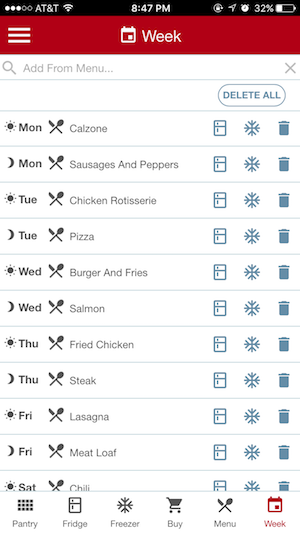 AT&T 8:47 PM 32%
Week
Add From Menu...
DELETE ALL
Mon Calzone
Mon Sausages And Peppers
Tue Chicken Rotisserie
Tue Pizza
Wed Burger And Fries
Wed Salmon
Thu Fried Chicken
Thu Steak
Fri Lasagna
Fri Meat Loaf
Sat Chili
Pantry Fridge Freezer Buy Menu Week